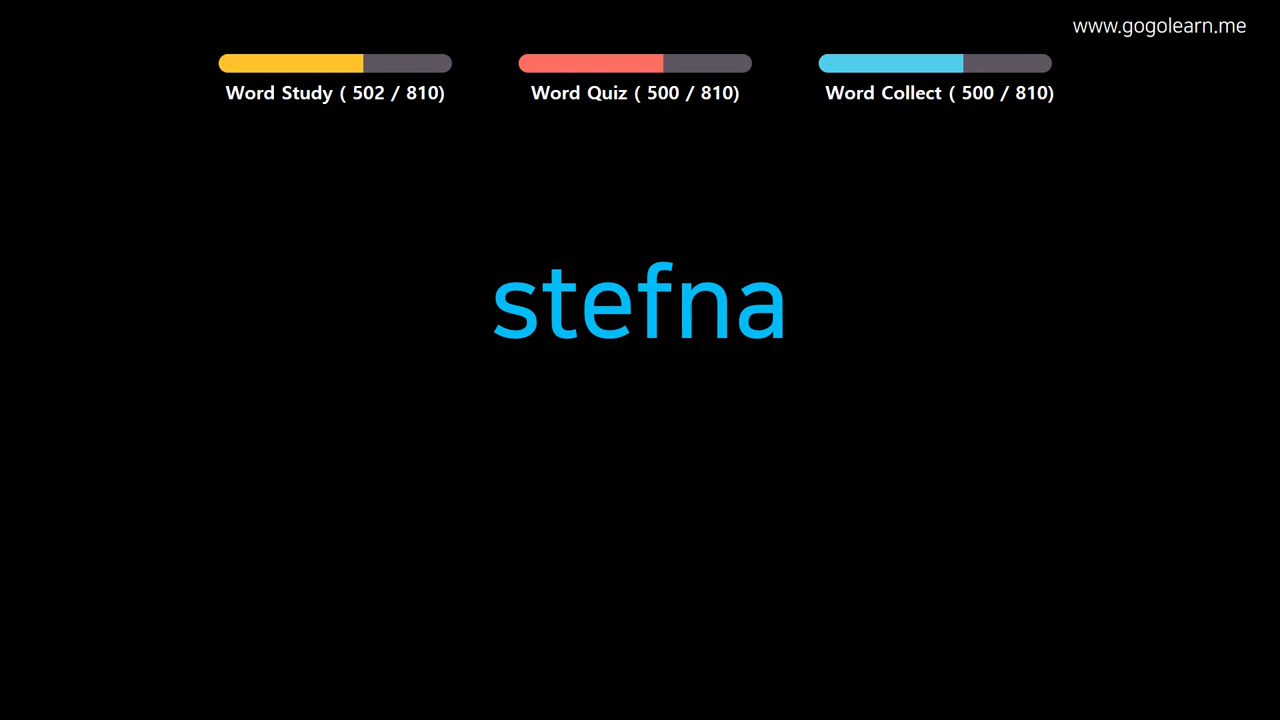 www.gogolearn.me
Word Study ( 502 / 810)
Word Quiz ( 500 / 810)
Word Collect ( 500 / 810)
stefna